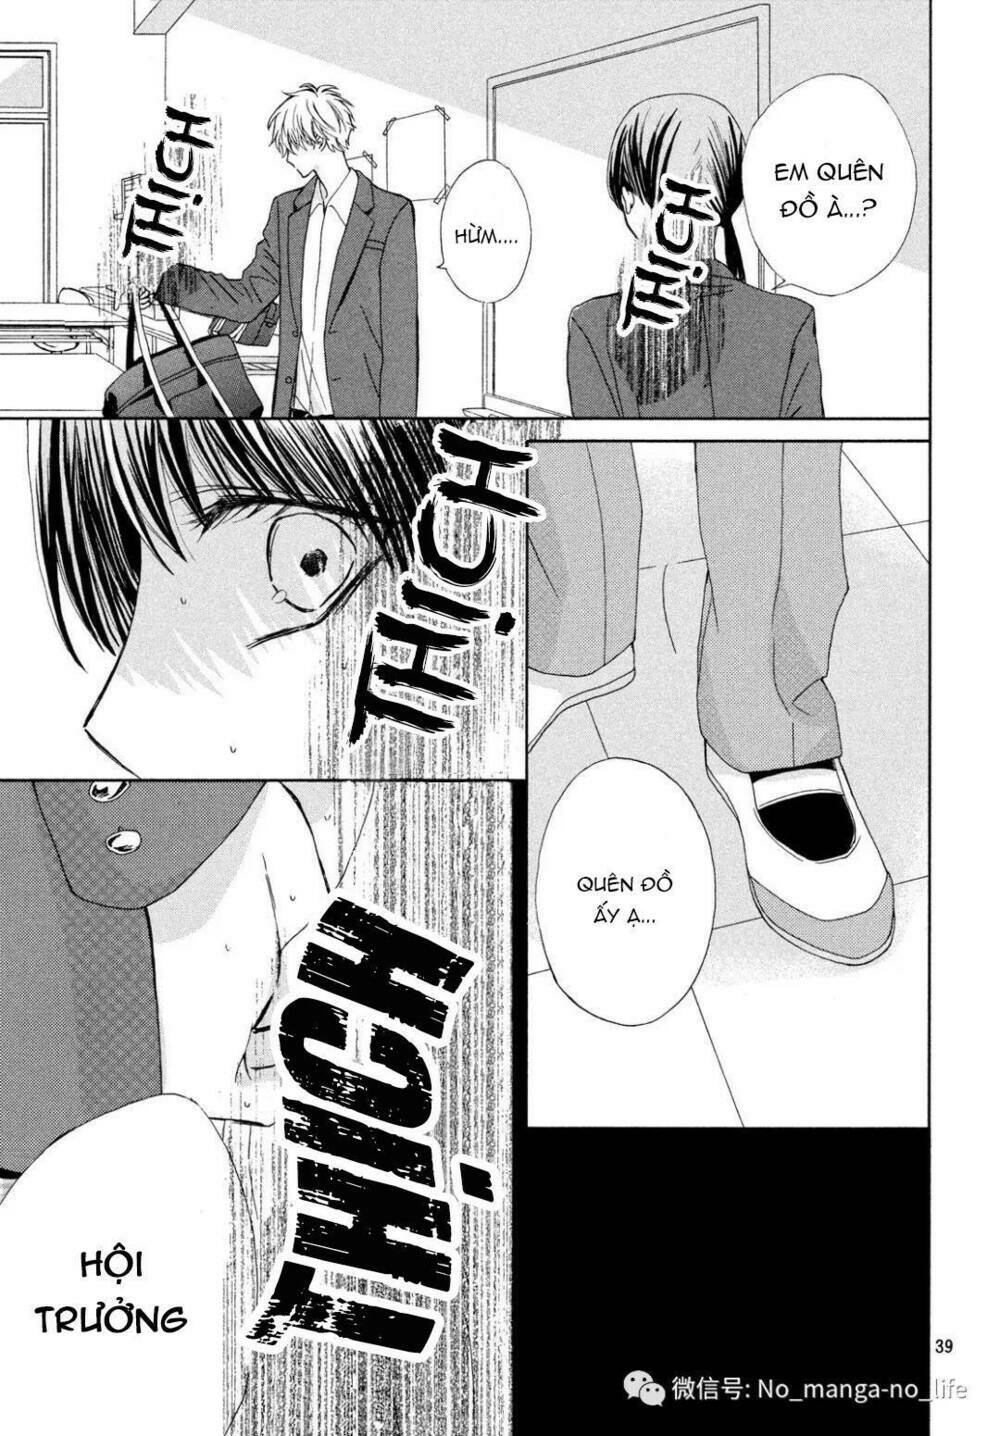 EM QUÊN
ĐỒ À...?
THỊCH
HỪM....
THỊCH
THỊCH
QUÊN ĐỒ
ẤY Ạ...
THỊCH
HỘI
TRƯỞNG
39
微信号: No_manga-no_life